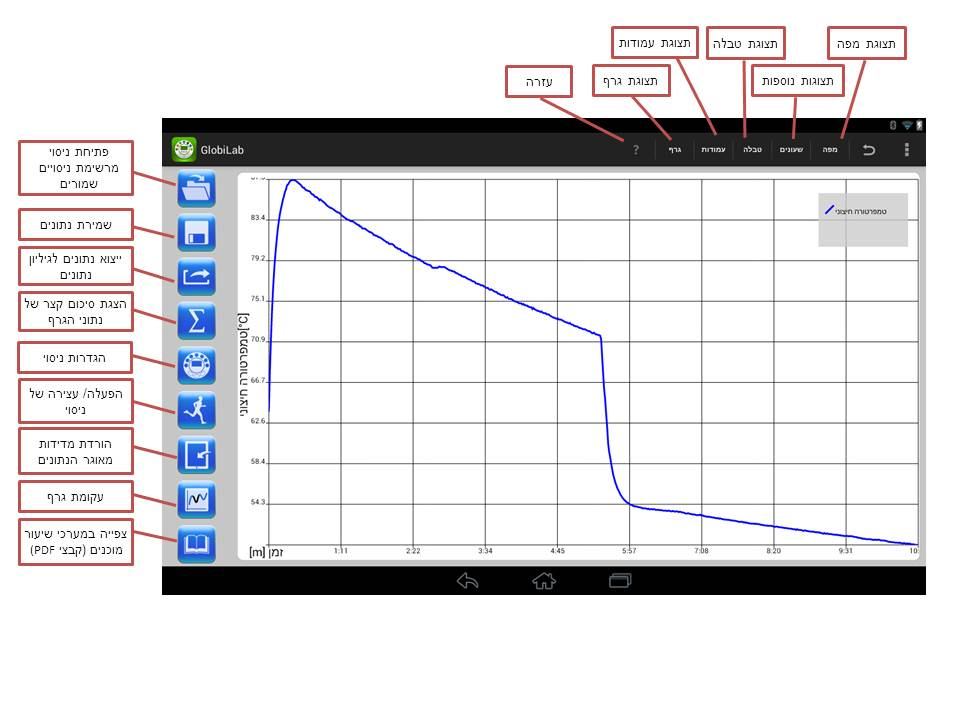 תצוגת מפה
תצוגת טבלה
תצוגת עמודות
תצוגות נוספות
תצוגת גרף
עזרה
GlobiLab
?
גרף
עמודות
טבלה
שעונים
מפה
פתיחת ניסוי
מרשימת ניסויים
שמורים
שמירת נתונים
ייצוא נתונים לגיליון
נתונים
הצגת סיכום קצר של
נתוני הגרף
הגדרות ניסוי
הפעלה/ עצירה של
ניסוי
הורדת מדידות
מאוגר הנתונים
עקומת גרף
צפייה במערכי שיעור
מוכנים (קבצי PDF)
טמפרטורה חיצוני
טמפרטורה חיצוני[°C]
83.4
79.2
75.1
70.9
66.7
62.6
58.4
54.3
זמן [m]
1:11
2:22
3:34
4:45
5:57
7:08
8:20
9:31
10: